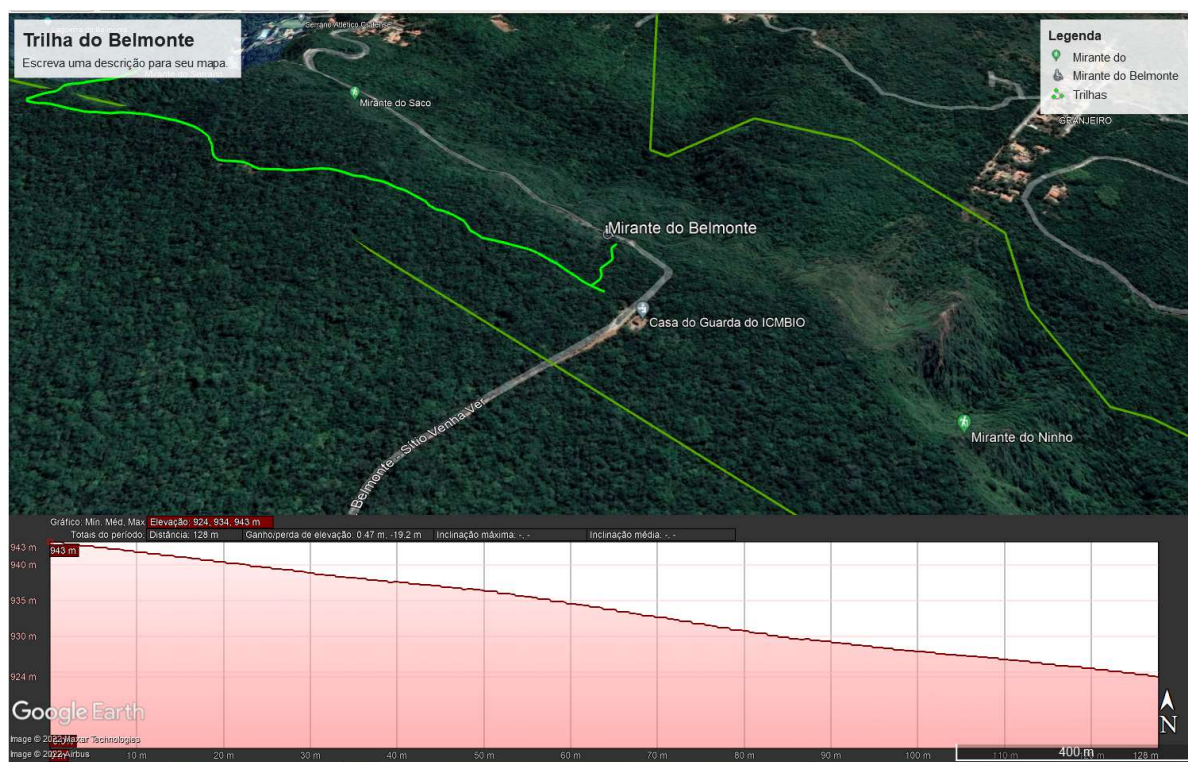 Trilha do Belmonte
Escreva uma descrição para seu mapa.
Serrano Atlético Cratense
Legenda
Mirante do
Mirante do Belmonte
Trilhas
GRANJEIRO
Mirante do Saco
Mirante do Belmonte
Casa do Guarda do ICMBIO
Mirante do Ninho
Belmonte - Sítio Venha Ver
Gráfico: Mín. Méd, Max Elevação: 924, 934, 943 m
Totais do período: Distância: 128 m Ganho/perda de elevação: 0.47 m, -19.2 m Inclinação máxima: -, - Inclinação média: -, -
943 m
943 m
940 m
935 m
930 m
924 m
Google Earth
N
Image © 2022 Maxar Technologies
Image © 2022 Airbus
10 m 20 m 30 m 40 m 50 m 60 m 70 m 80 m 90 m 100 m 110 m 128 m
400 m